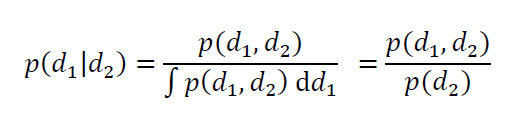 p(d₁|d₂) = p(d₁, d₂) / ∫ p(d₁, d₂) dd₁ = p(d₁, d₂) / p(d₂)